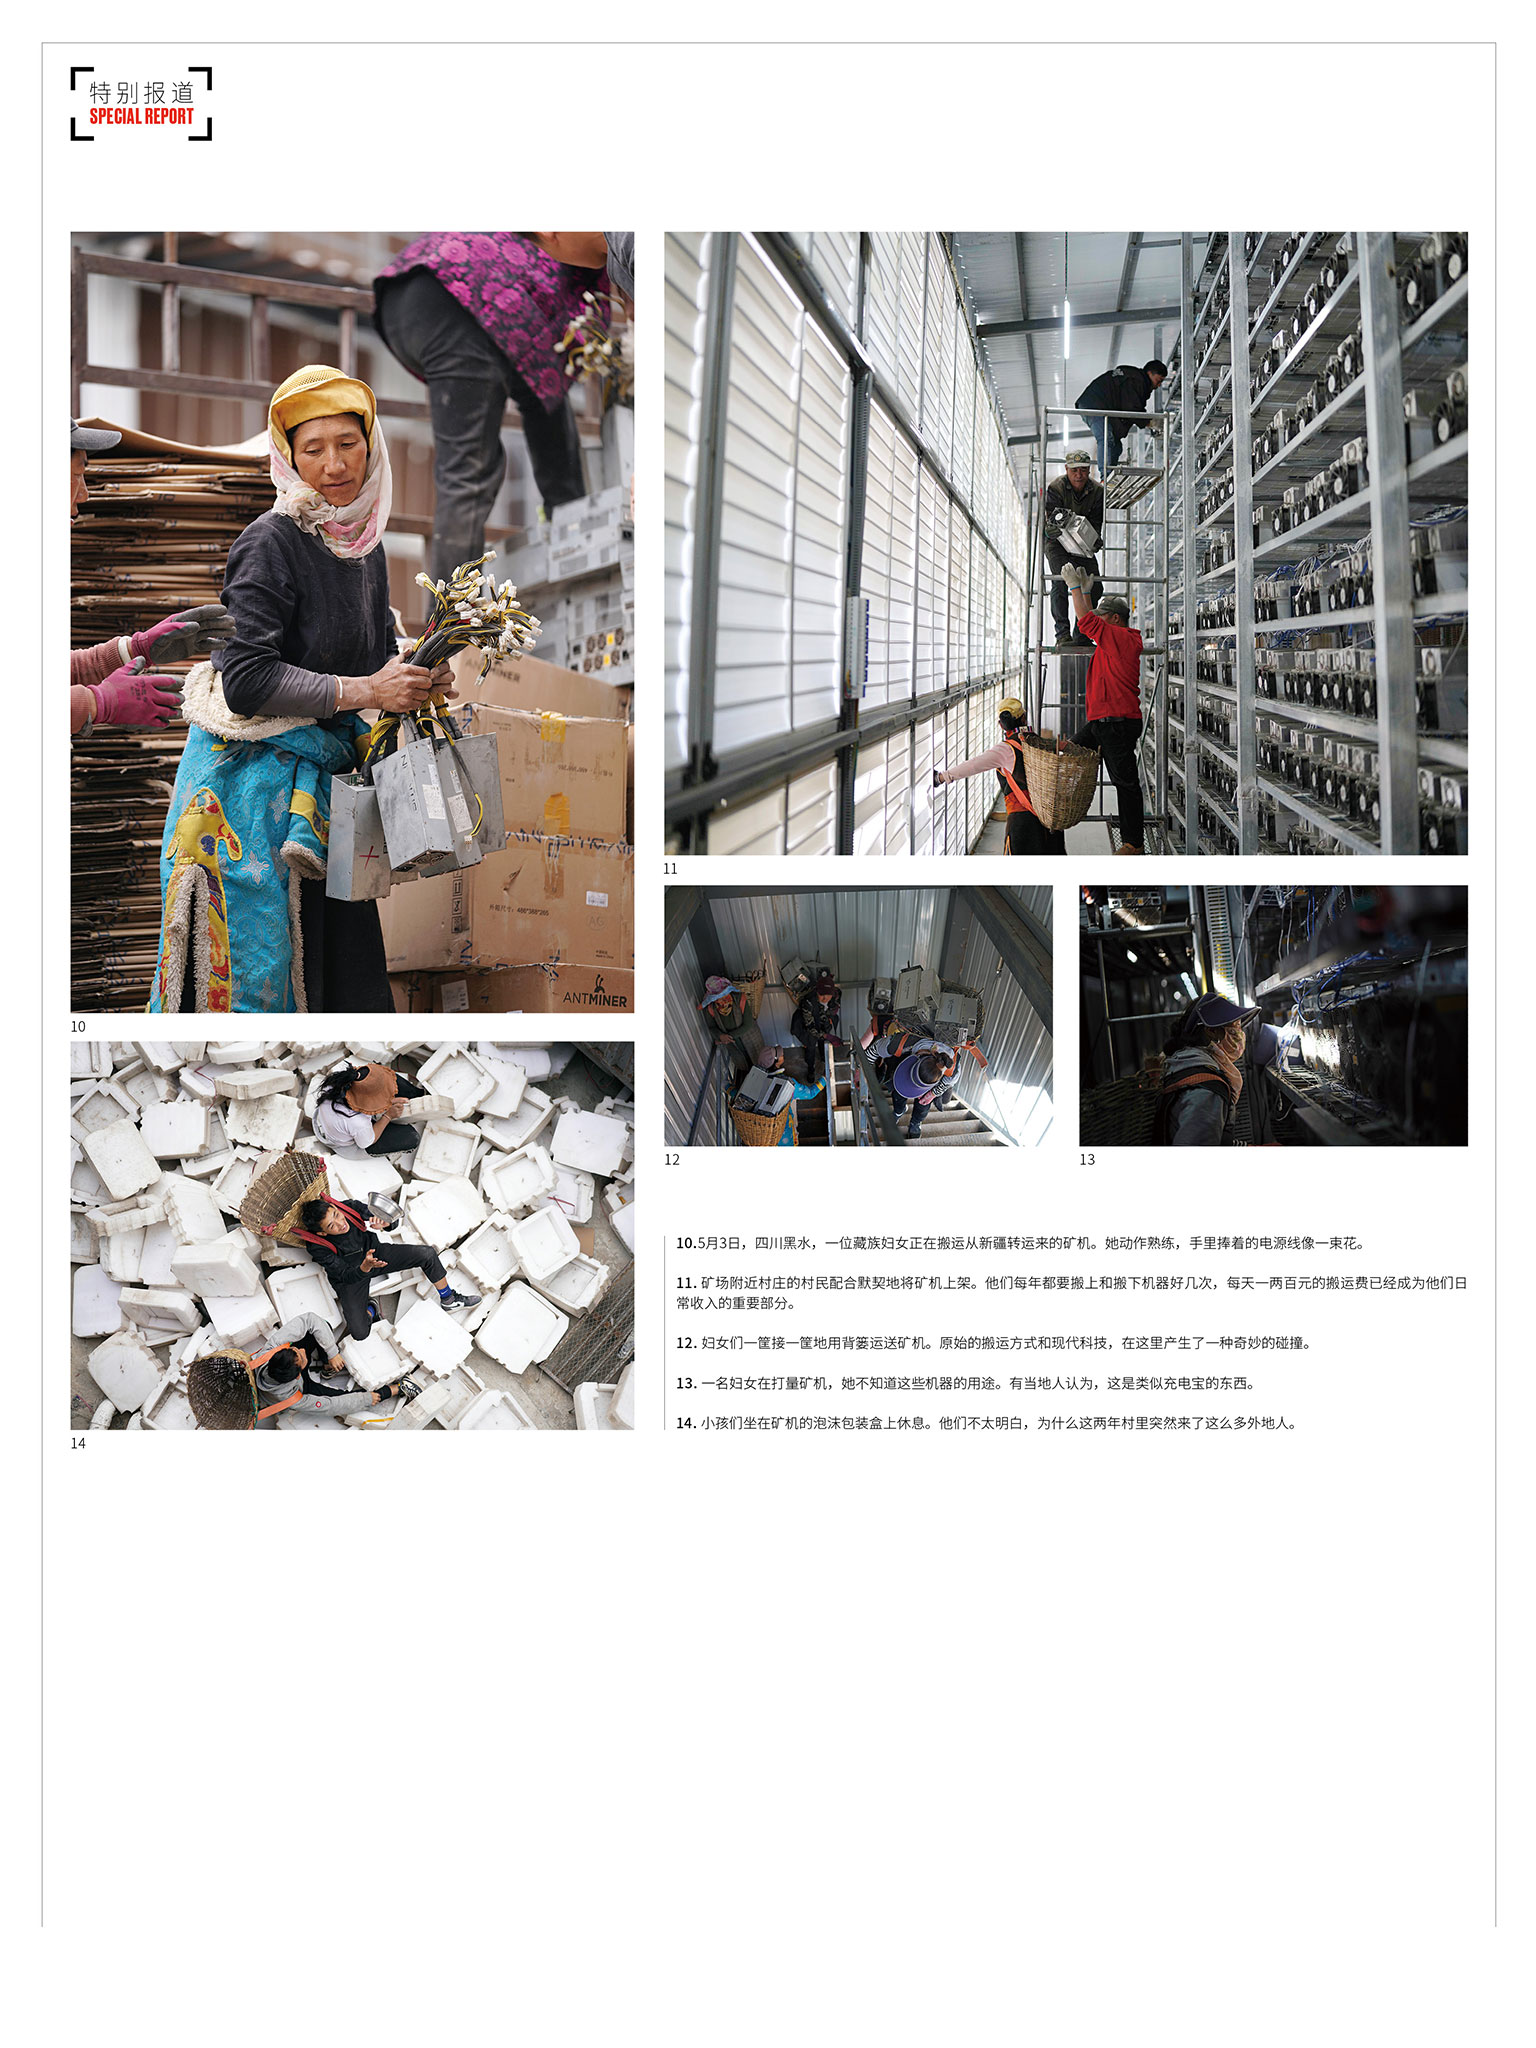 特别报道
SPECIAL REPORT
ANTMINER
外箱尺寸：
AG
ANTMINER
10
11
12
13
14
10.5月3日，四川黑水，一位藏族妇女正在搬运从新疆转运来的矿机。她动作熟练，手里捧着的电源线像一束花。
11. 矿场附近村庄的村民配合默契地将矿机上架。他们每年都要搬上和搬下机器好几次，每天一两百元的搬运费已经成为他们日
常收入的重要部分。
12. 妇女们一筐接一筐地用背篓运送矿机。原始的搬运方式和现代科技，在这里产生了一种奇妙的碰撞。
13. 一名妇女在打量矿机，她不知道这些机器的用途。有当地人认为，这是类似充电宝的东西。
14. 小孩们坐在矿机的泡沫包装盒上休息。他们不太明白，为什么这两年村里突然来了这么多外地人。